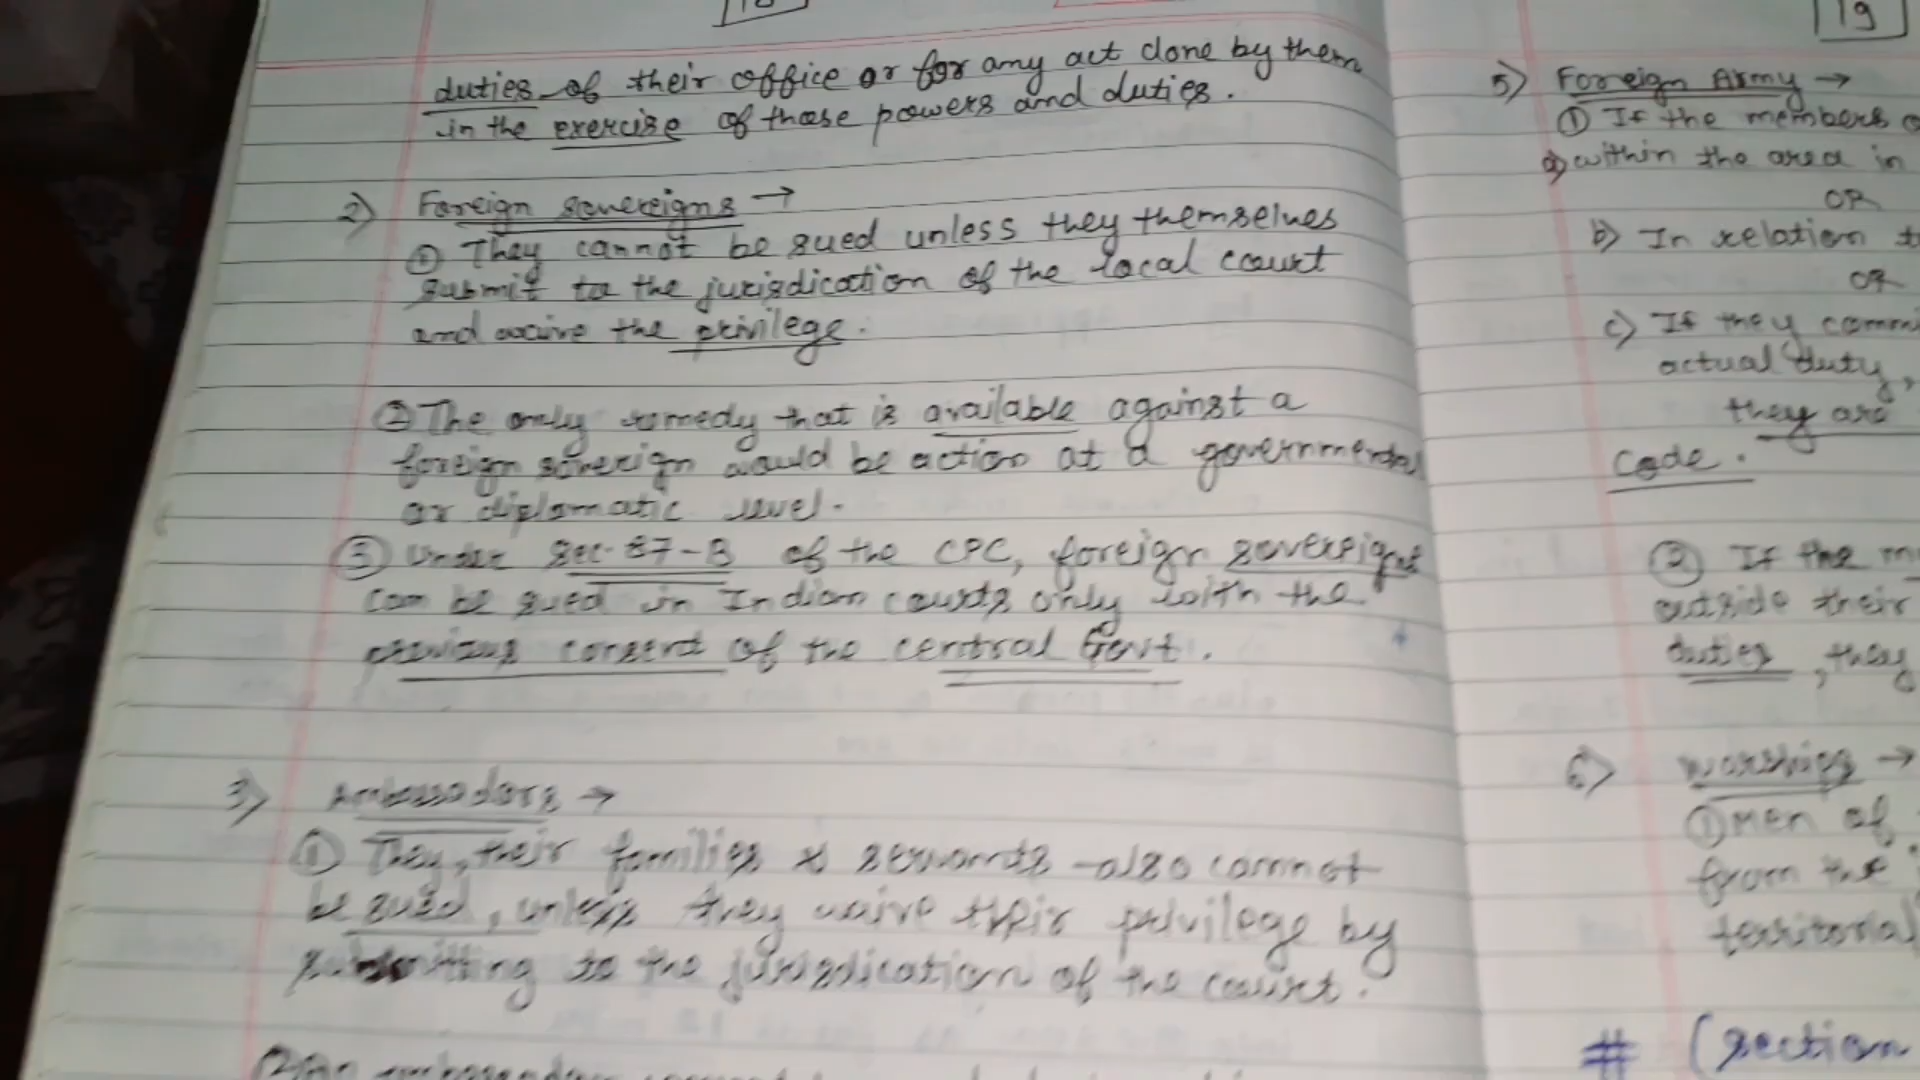 duties of their office or for any act done by them
in the exercise of those powers and duties.
2) Foreign sovereigns →
① They cannot be sued unless they themselves
submit to the jurisdication of the local court
and waive the privilege.
② The only remedy that is available against a
foreign soverign would be action at a governmental
or diplomatic level.
③ Under Sec-87-B of the CPC, foreign sovereigns
can be sued in Indian courts only with the
previous consent of the central Govt.
3) Ambassadors →
① They, their families & servants also cannot
be sued, unless they waive their privilege by
submitting to the jurisdication of the court.
19
5) Foreign Army →
① If the members
a) within the area in
OR
b) In relation
OR
c) If they
actual duty,
they are
Code.
② If the
outside their
duties, they
6) Warships →
① Men of
from the
territorial
# (section